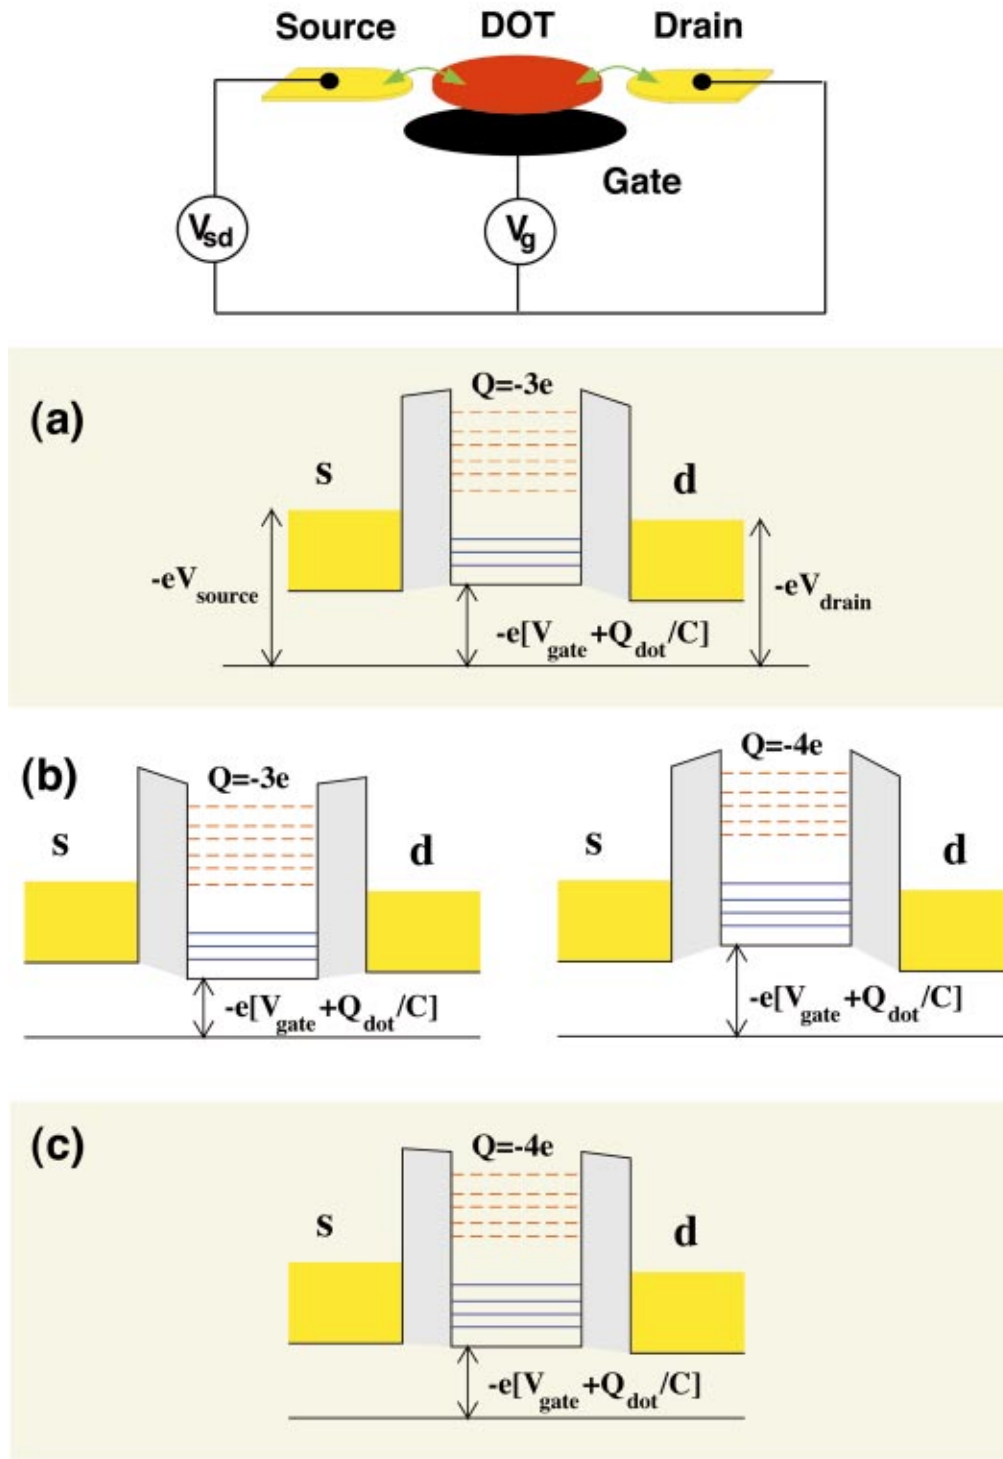 Source DOT Drain
Gate
Vsd Vg
(a) Q=-3e
s d
-eVsource -eVdrain
-e[Vgate+Qdot/C]
(b) Q=-3e Q=-4e
s d s d
-e[Vgate+Qdot/C] -e[Vgate+Qdot/C]
(c) Q=-4e
s d
-e[Vgate+Qdot/C]